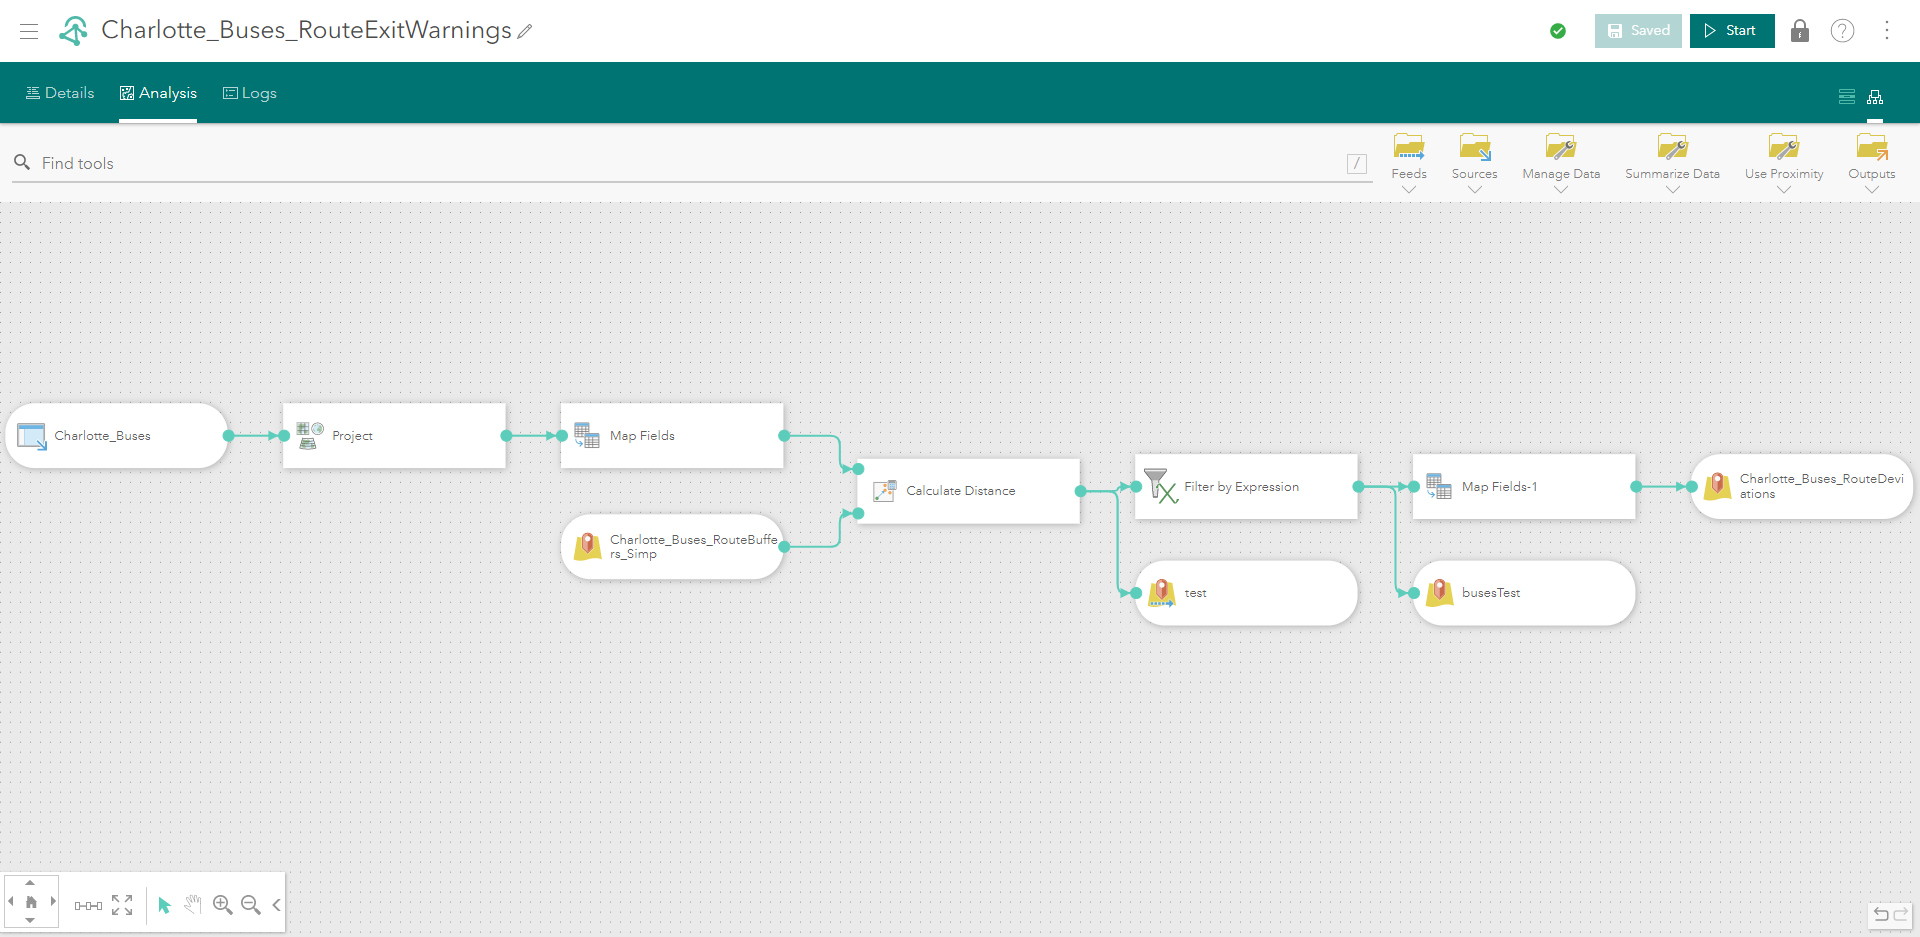 Charlotte_Buses_RouteExitWarnings
Saved
Start
?
Details
Analysis
Logs
Find tools
/
Feeds
Sources
Manage Data
Summarize Data
Use Proximity
Outputs
Charlotte_Buses
Project
Map Fields
Charlotte_Buses_RouteBuffe
rs_Simp
Calculate Distance
Filter by Expression
test
Map Fields-1
busesTest
Charlotte_Buses_RouteDevi
ations